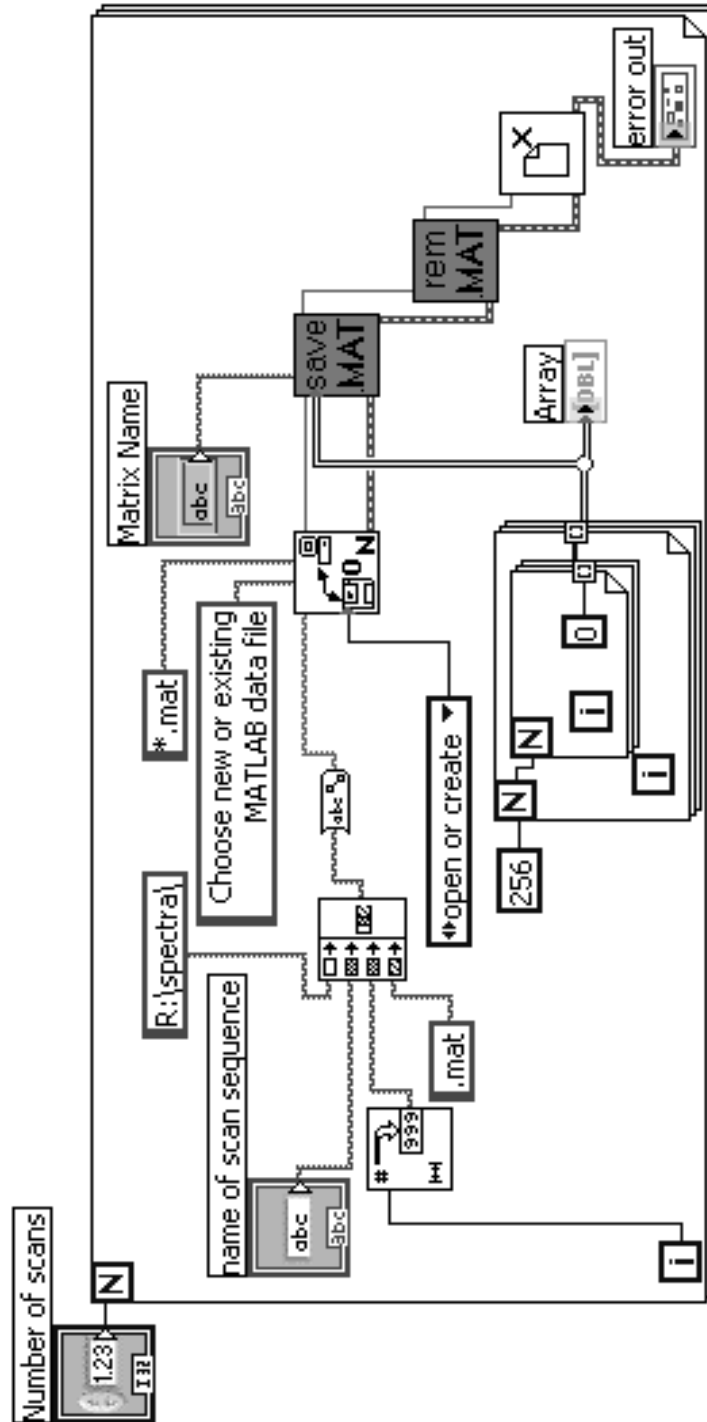 Number of scans
1.23
I32
N
name of scan sequence
abc
abc
R:\spectral\
*.mat
Matrix Name
abc
abc
Choose new or existing
MATLAB data file
abc
#
999
.mat
open or create
O
N
save
.MAT
rem
.MAT
X
error out
256
N
N
i
0
i
Array
[DBL]
i